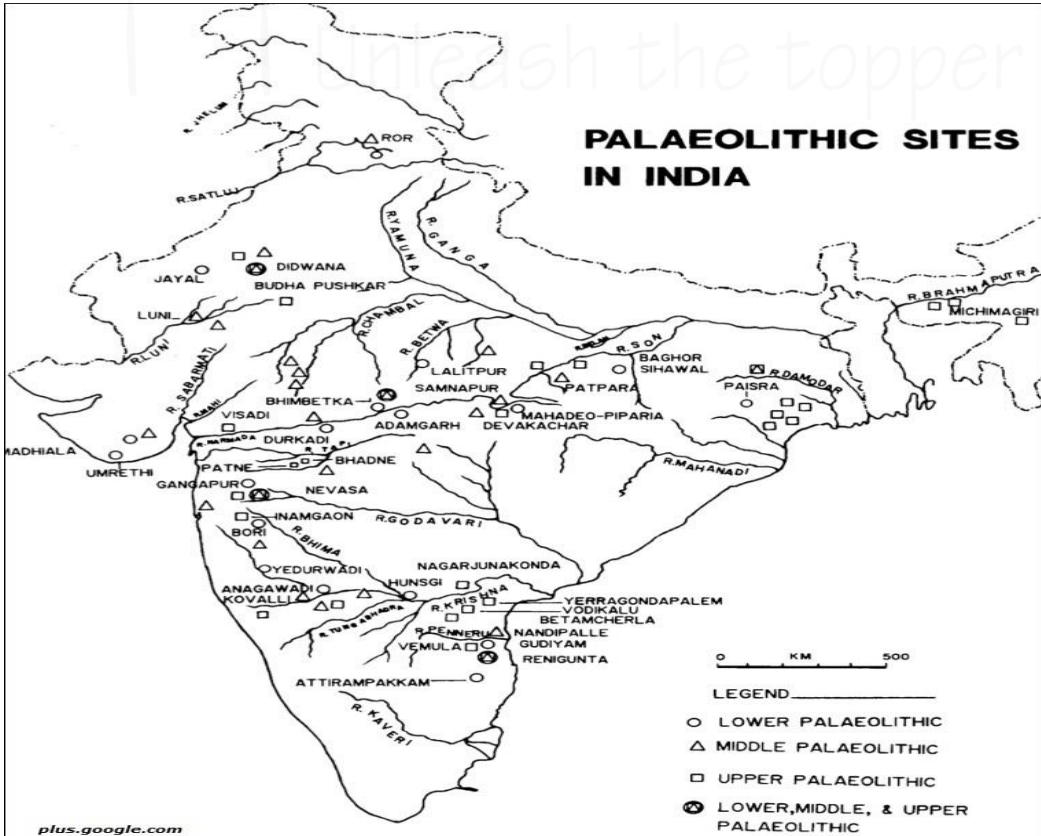 Unleash the topper
PALAEOLITHIC SITES
IN INDIA
R. JHELUM
ROR
R.SATLUJ
R.YAMUNA
R.GANGA
JAYAL
DIDWANA
BUDHA PUSHKAR
R.BRAHMAPUTRA
MICHIMAGIRI
LUNI
R.LUNI
R.CHAMBAL
R.BETWA
R.SON
R. SABARMATI
LALITPUR
BAGHOR
SIHAWAL
R.DAMODAR
SAMNAPUR
PATPARA
PAISRA
BHIMBETKA
R.MAHI
VISADI
MAHADEO-PIPARIA
ADAMGARH
DEVAKACHAR
MADHIALA
R.NARMADA
DURKADI
R.TAPI
UMRETHI
PATNE
BHADNE
R.MAHANADI
GANGAPUR
NEVASA
INAMGAON
R.GODAVARI
BORI
R.BHIMA
YEDURWADI
NAGARJUNAKONDA
ANAGAWADI
HUNSGI
KOVALLI
R.KRISHNA
YERRAGONDAPALEM
VODIKALU
R.TUNGABHADRA
BETAMCHERLA
R.PENNERU
NANDIPALLE
VEMULA
GUDIYAM
RENIGUNTA
ATTIRAMPAKKAM
R. KAVERI
0 KM 500
LEGEND
LOWER PALAEOLITHIC
MIDDLE PALAEOLITHIC
UPPER PALAEOLITHIC
LOWER,MIDDLE, & UPPER
PALAEOLITHIC
plus.google.com